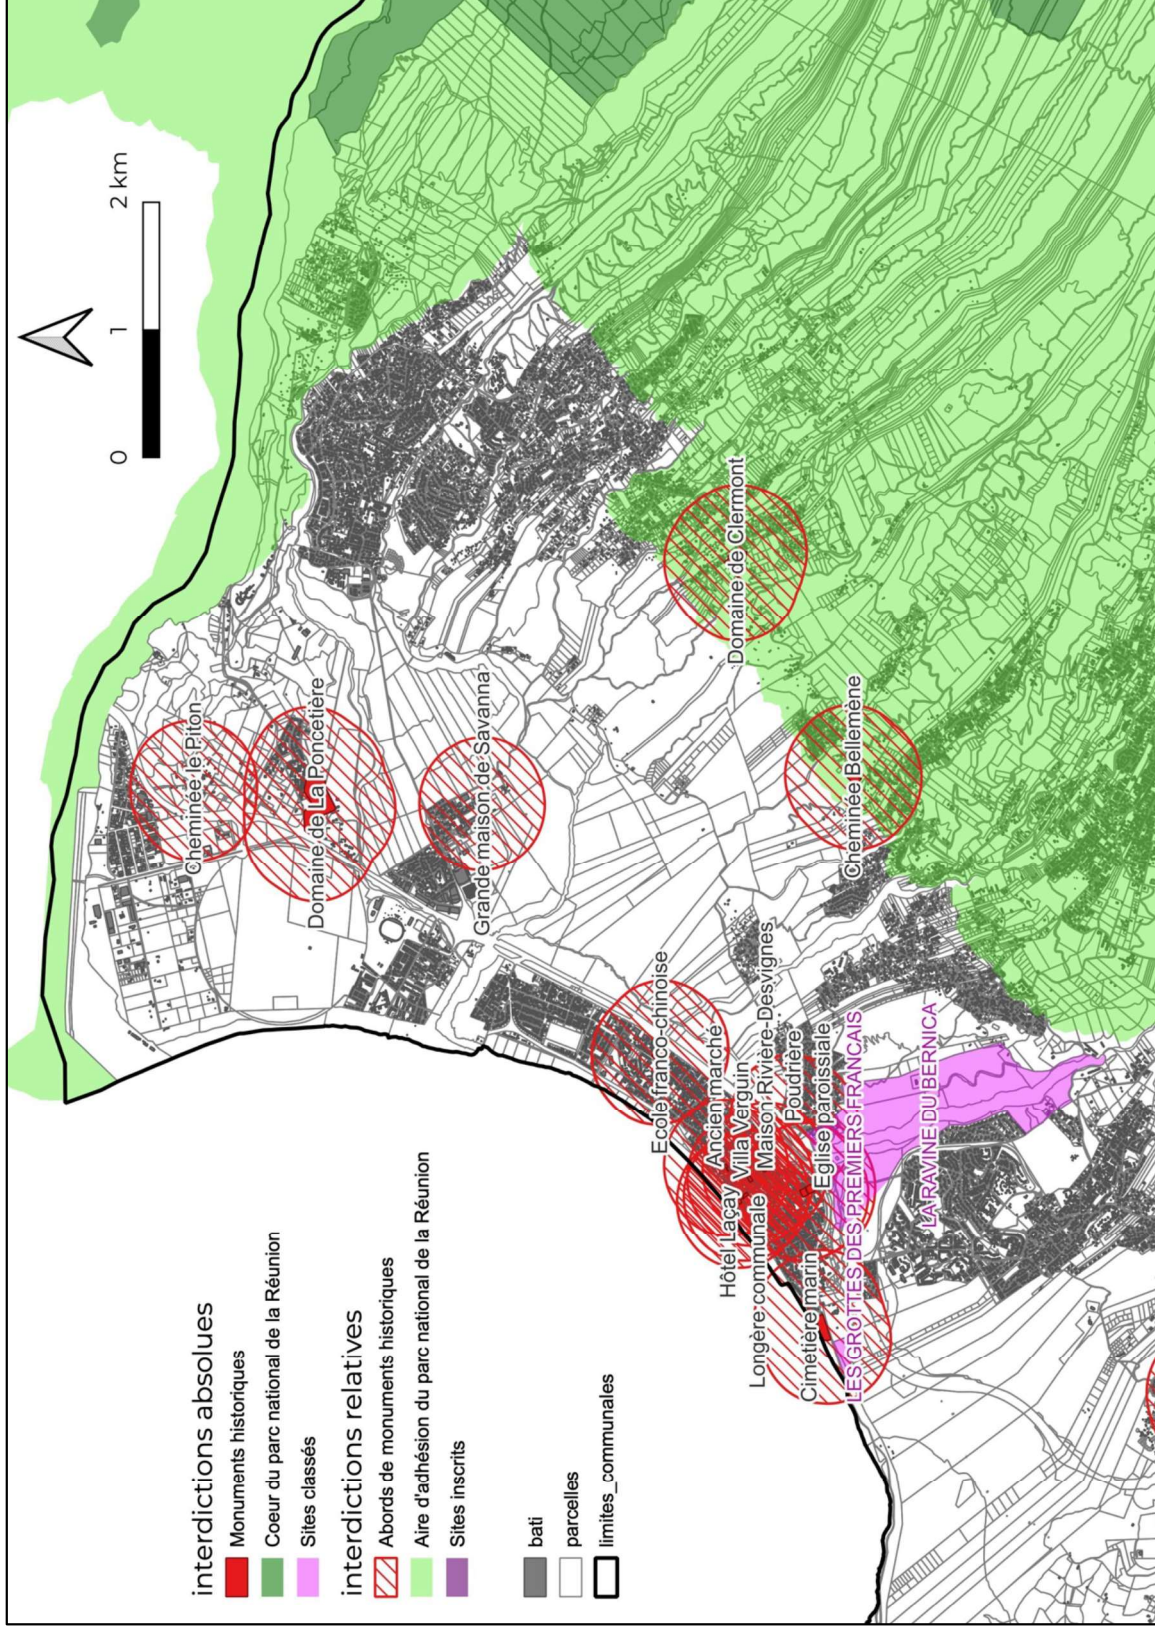 interdictions absolues
Monuments historiques
Coeur du parc national de la Réunion
Sites classés
interdictions relatives
Abords de monuments historiques
Aire d'adhésion du parc national de la Réunion
Sites inscrits
bati
parcelles
limites_communales
0 1 2 km
Cheminée le Piton
Domaine de La Poncetière
Grande maison de Savanna
Ecole franco-chinoise
Domaine de Clermont
Ancien marché
Hôtel Laçay
Villa Verguin
Longère communale
Maison Rivière-Desvignes
Poudrière
Cimetière marin
Eglise paroissiale
Cheminée Bellemène
LES GROTTES DES PREMIERS FRANCAIS
LA RAVINE DU BERNICA